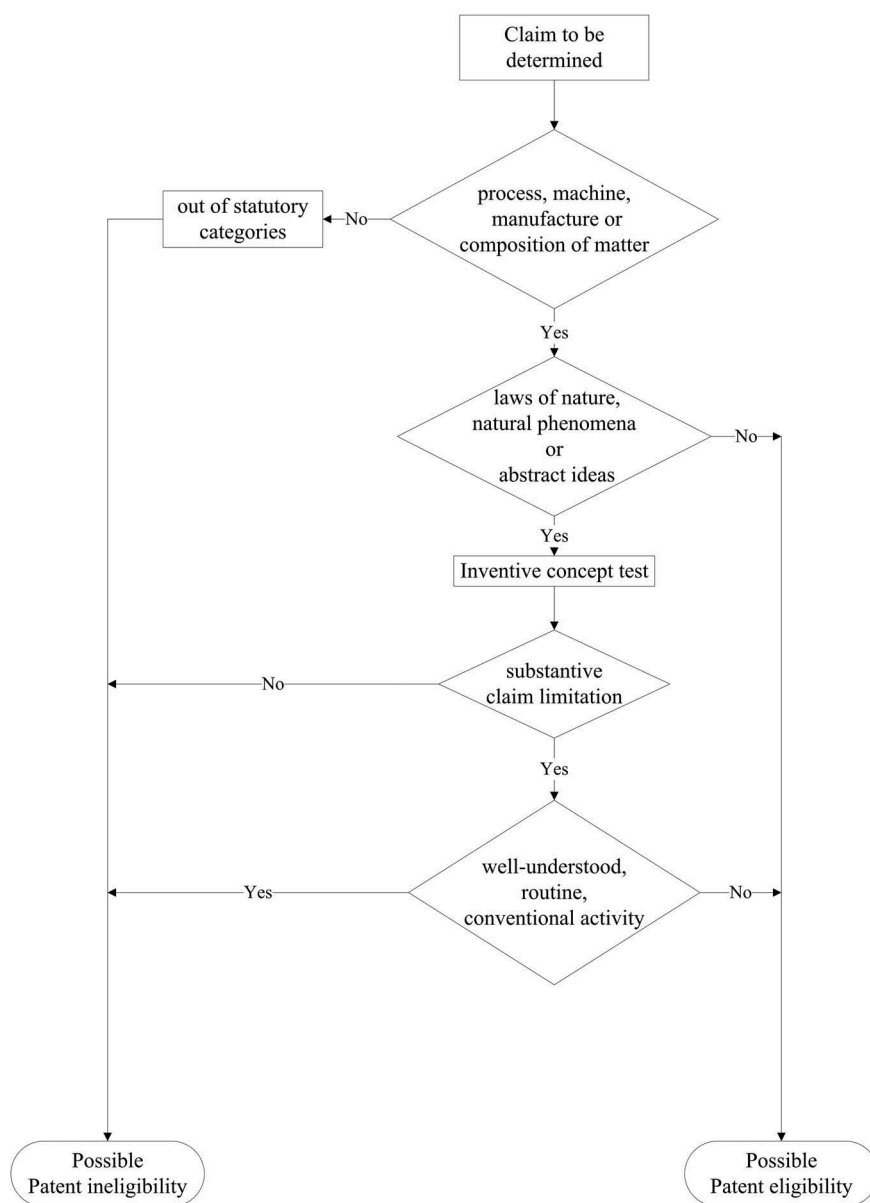 Claim to be
determined
process, machine,
manufacture or
composition of matter
No
out of statutory
categories
Yes
laws of nature,
natural phenomena
or
abstract ideas
No
Yes
Inventive concept test
substantive
claim limitation
No
Yes
well-understood,
routine,
conventional activity
Yes
No
Possible
Patent ineligibility
Possible
Patent eligibility